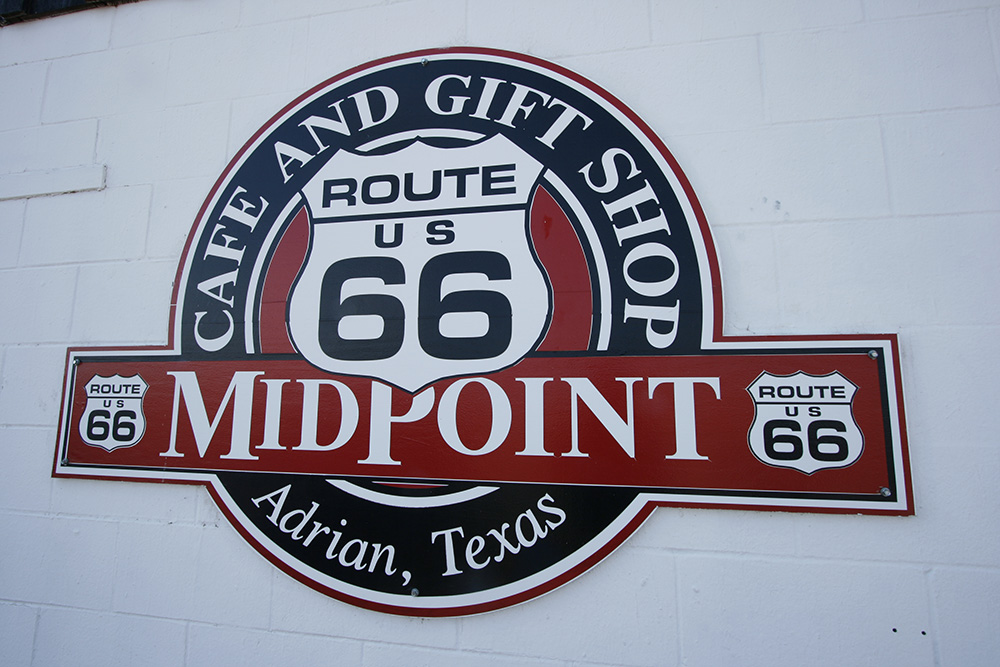 CAFE AND GIFT SHOP
ROUTE
US
66
ROUTE
US
66
MIDPOINT
ROUTE
US
66
Adrian, Texas